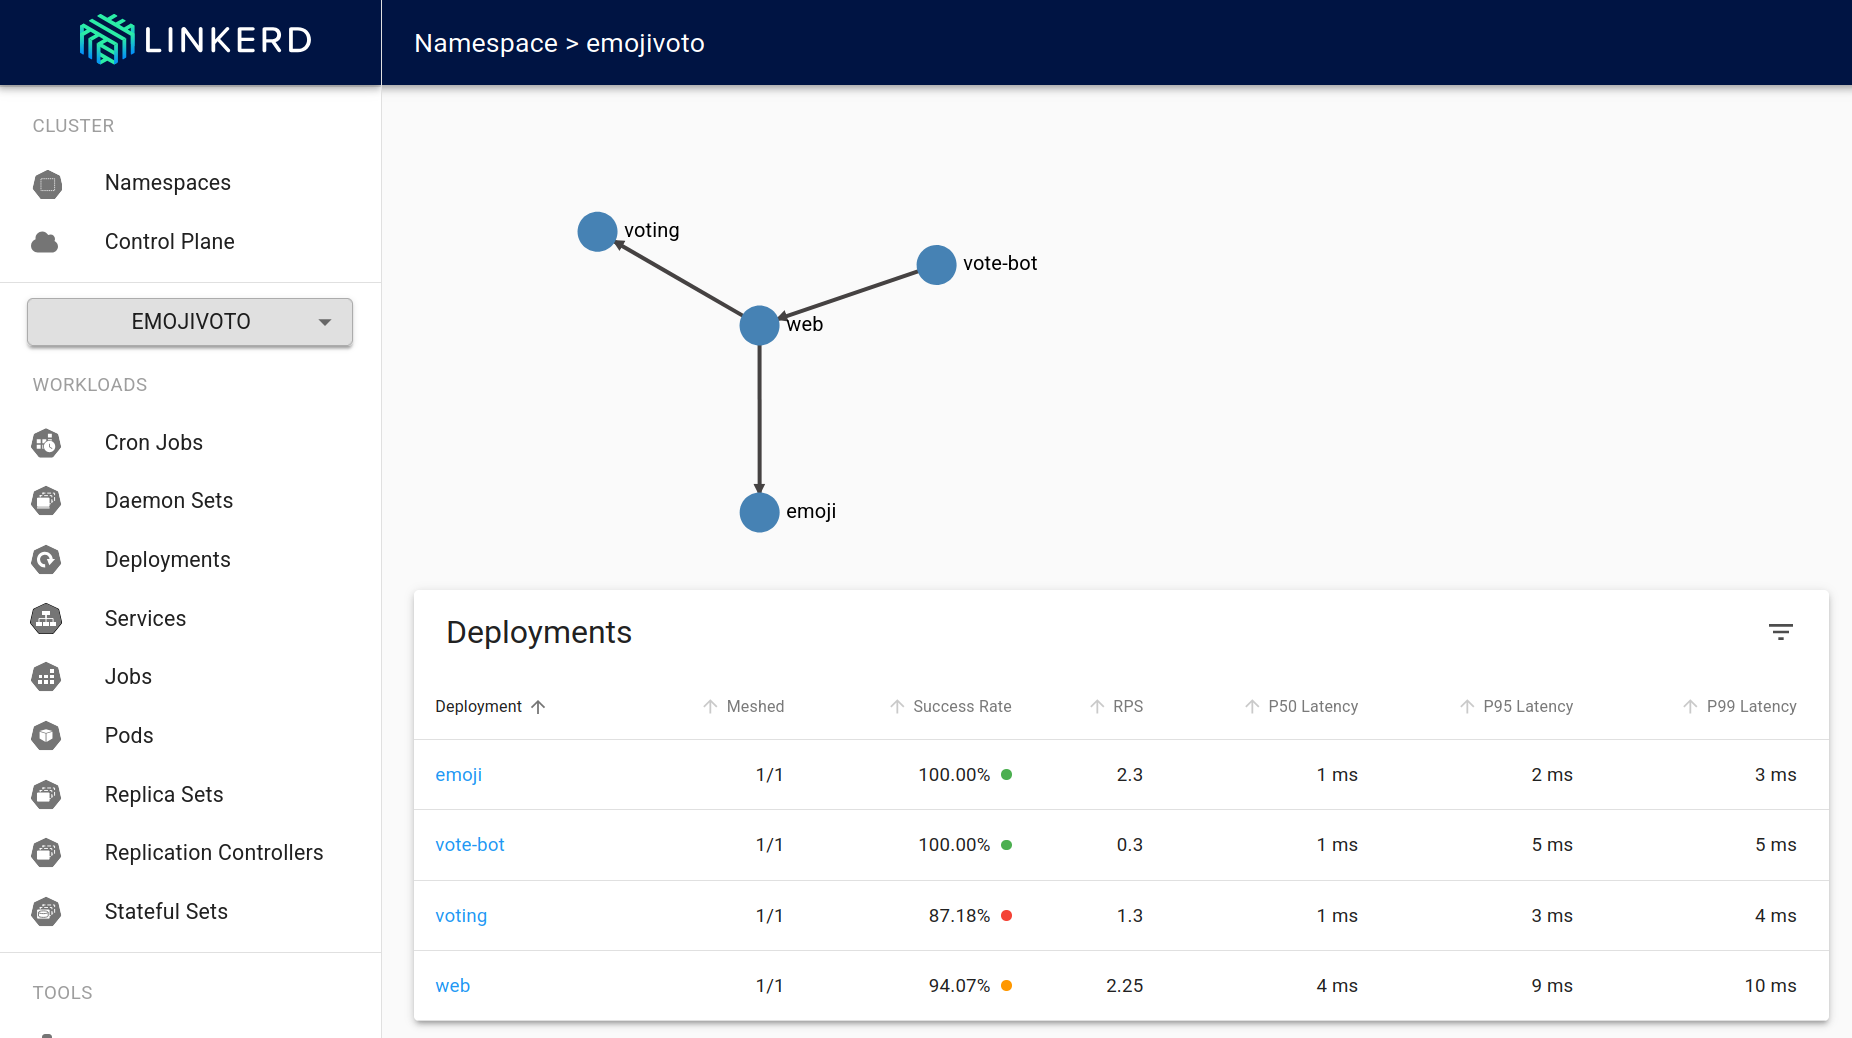 LINKERD
Namespace > emojivoto
CLUSTER
Namespaces
Control Plane
EMOJIVOTO
WORKLOADS
Cron Jobs
Daemon Sets
Deployments
Services
Jobs
Pods
Replica Sets
Replication Controllers
Stateful Sets
TOOLS
voting
vote-bot
web
emoji
Deployments
Deployment Meshed Success Rate RPS P50 Latency P95 Latency P99 Latency
emoji 1/1 100.00% 2.3 1 ms 2 ms 3 ms
vote-bot 1/1 100.00% 0.3 1 ms 5 ms 5 ms
voting 1/1 87.18% 1.3 1 ms 3 ms 4 ms
web 1/1 94.07% 2.25 4 ms 9 ms 10 ms